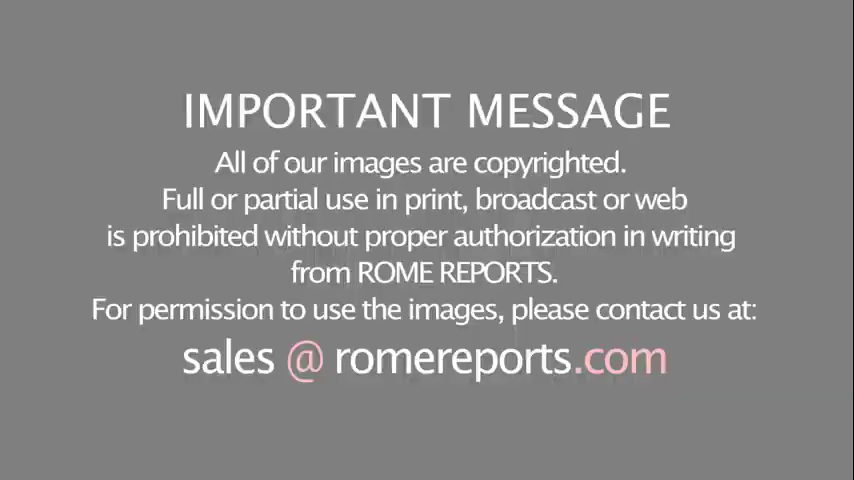 IMPORTANT MESSAGE
All of our images are copyrighted.
Full or partial use in print, broadcast or web
is prohibited without proper authorization in writing
from ROME REPORTS.
For permission to use the images, please contact us at:
sales @ romereports.com